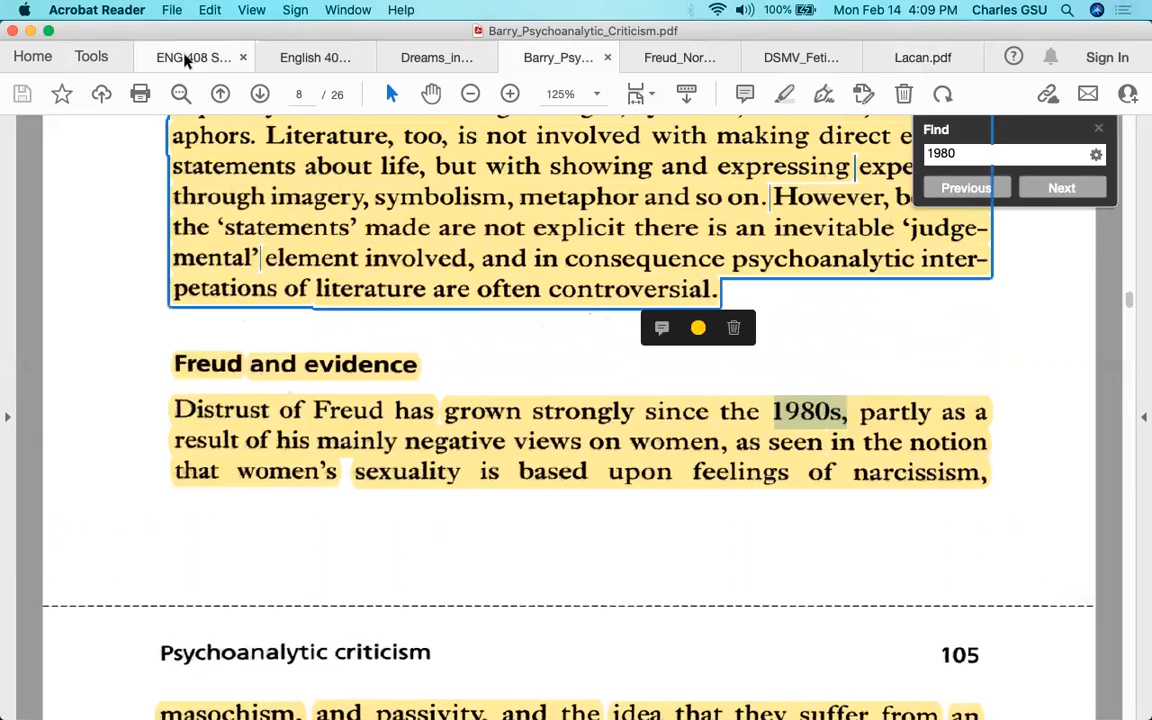 Acrobat Reader File Edit View Sign Window Help 100% Mon Feb 14 4:09 PM Charles GSU
Barry_Psychoanalytic_Criticism.pdf
Home Tools ENG 408 S... × English 40... Dreams_in... Barry_Psy... × Freud_Nor... DSMV_Feti... Lacan.pdf Sign In
8 / 26 125%
Find
1980
Previous Next
aphors. Literature, too, is not involved with making direct e
statements about life, but with showing and expressing expe
through imagery, symbolism, metaphor and so on. However, b
the ‘statements’ made are not explicit there is an inevitable ‘judge-
mental’ element involved, and in consequence psychoanalytic inter-
petations of literature are often controversial.
Freud and evidence
Distrust of Freud has grown strongly since the 1980s, partly as a
result of his mainly negative views on women, as seen in the notion
that women’s sexuality is based upon feelings of narcissism,
Psychoanalytic criticism 105
masochism, and passivity, and the idea that they suffer from an